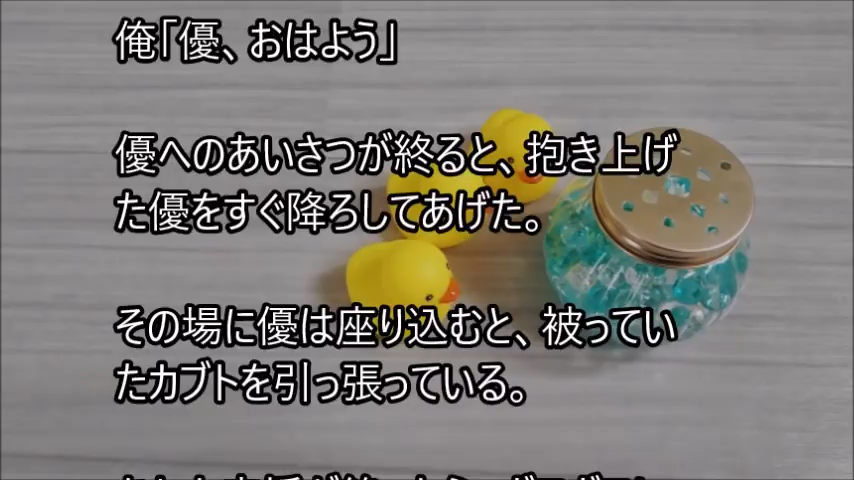 俺「優、おはよう」
優へのあいさつが終ると、抱き上げ
た優をすぐ降ろしてあげた。
その場に優は座り込むと、被ってい
たカブトを引っ張っている。